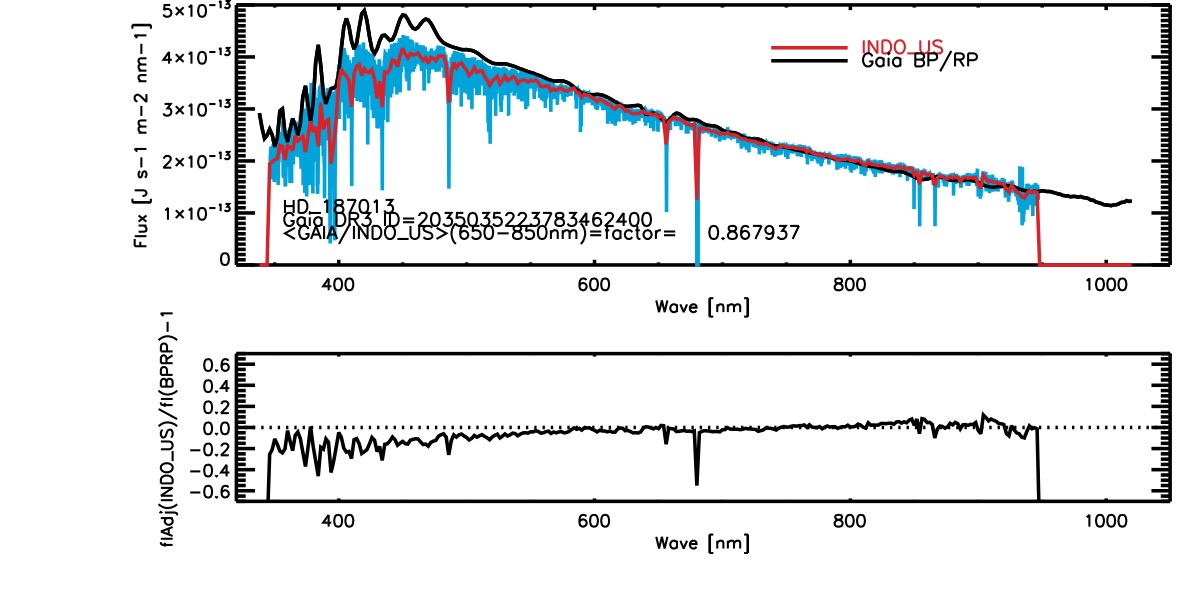 5×10−13
4×10−13
3×10−13
2×10−13
1×10−13
0
Flux [J s−1 m−2 nm−1]
INDO_US
Gaia BP/RP
HD_187013
Gaia DR3 ID=2035035223783462400
<GAIA/INDO_US>(650−850nm)=factor= 0.867937
400 600 800 1000
Wave [nm]
flAdj(INDO_US)/fl(BPRP)−1
0.6
0.4
0.2
0.0
−0.2
−0.4
−0.6
400 600 800 1000
Wave [nm]